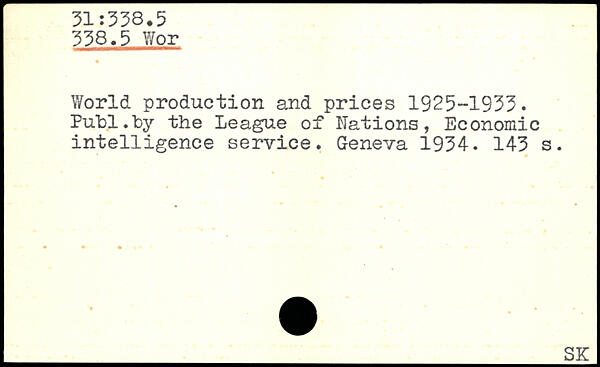 31:338.5
338.5 Wor
World production and prices 1925-1933.
Publ.by the League of Nations, Economic
intelligence service. Geneva 1934. 143 s.
SK